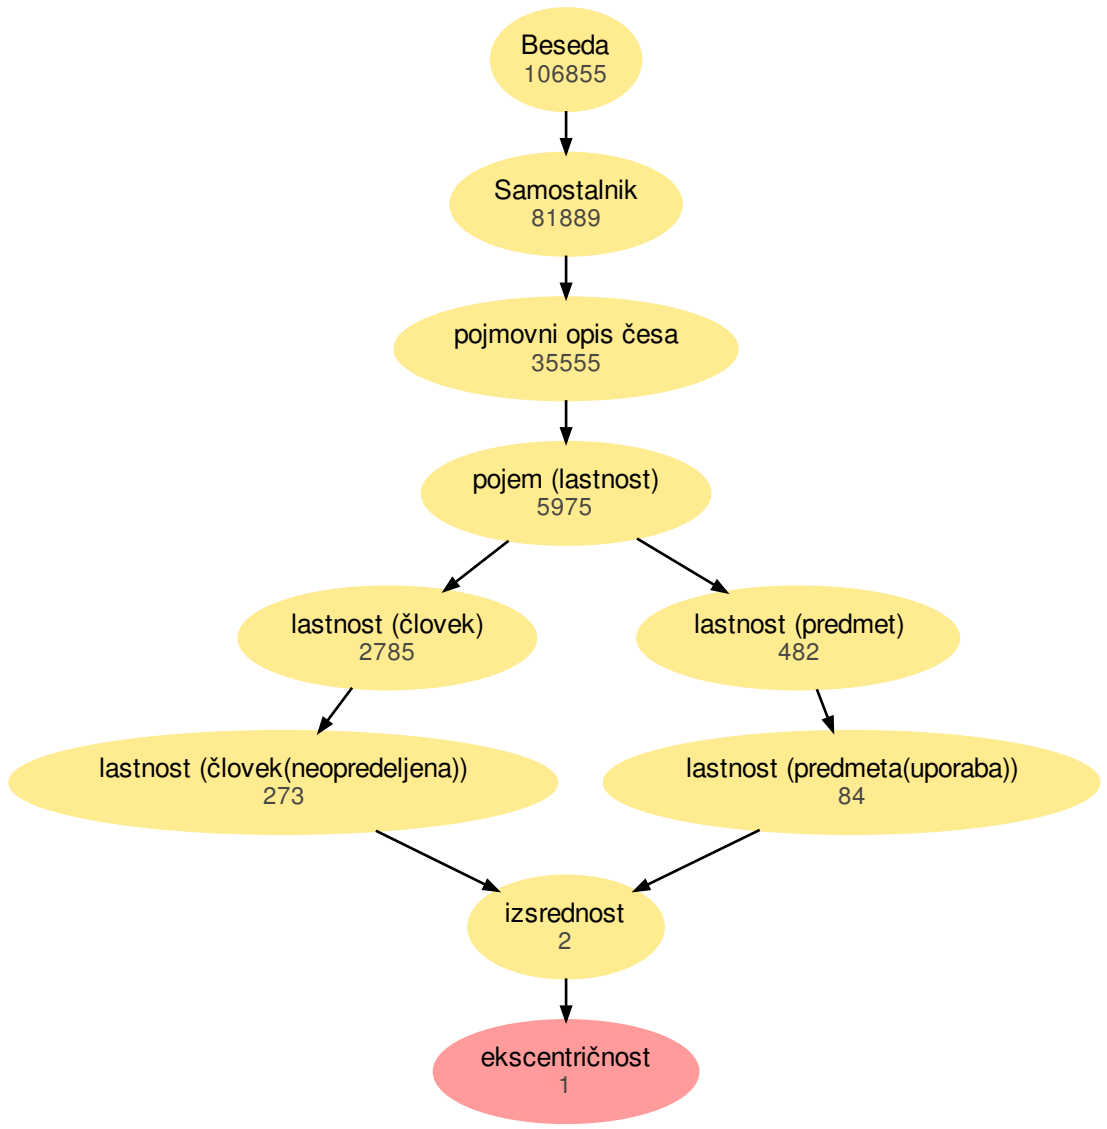 Beseda
106855
Samostalnik
81889
pojmovni opis česa
35555
pojem (lastnost)
5975
lastnost (človek)
2785
lastnost (predmet)
482
lastnost (človek(neopredeljena))
273
lastnost (predmeta(uporaba))
84
izsrednost
2
ekscentričnost
1